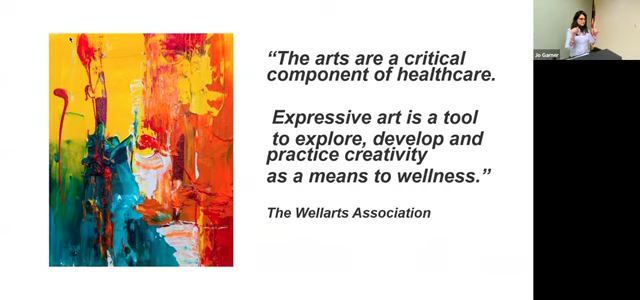 “The arts are a critical
component of healthcare.
Expressive art is a tool
to explore, develop and
practice creativity
as a means to wellness.”
The Wellarts Association
Jo Garner